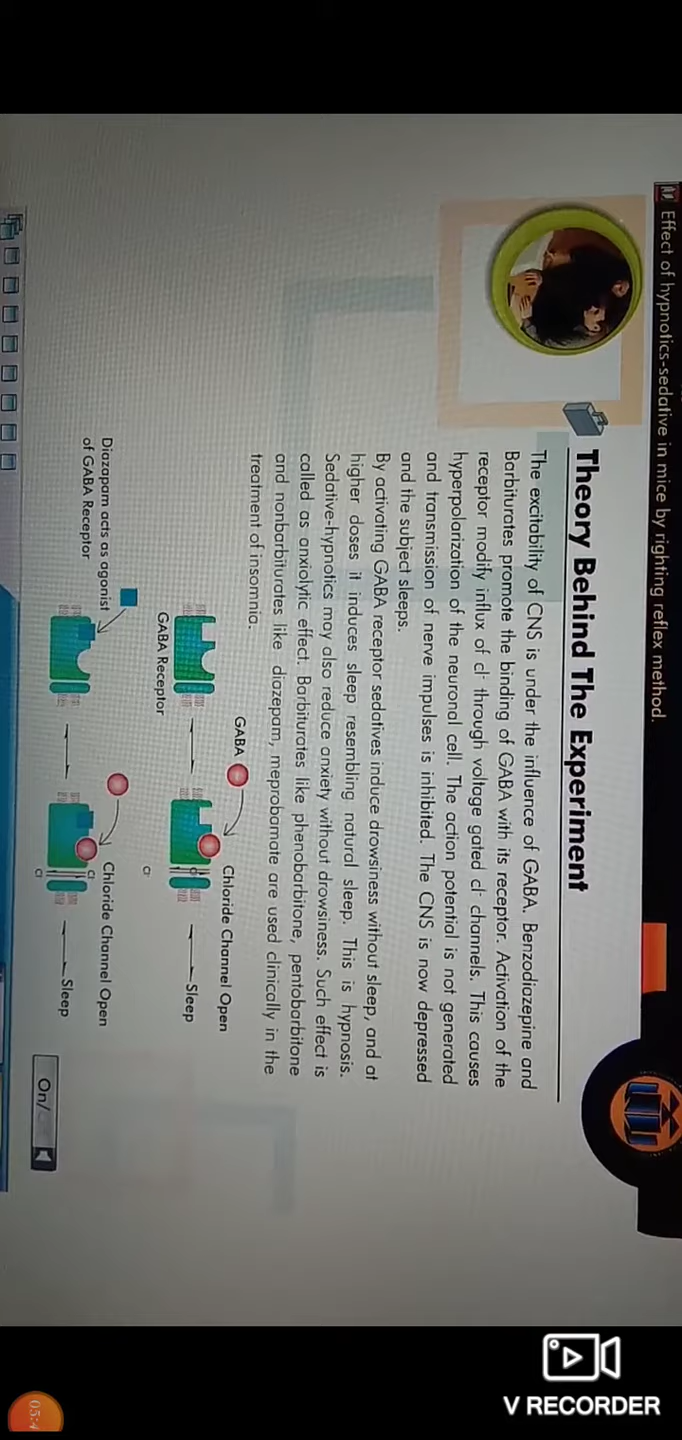 Effect of hypnotics-sedative in mice by righting reflex method.
Theory Behind The Experiment
The excitability of CNS is under the influence of GABA. Benzodiazepine and
Barbiturates promote the binding of GABA with its receptor. Activation of the
receptor modify influx of cl- through voltage gated cl- channels. This causes
hyperpolarization of the neuronal cell. The action potential is not generated
and transmission of nerve impulses is inhibited. The CNS is now depressed
and the subject sleeps.
By activating GABA receptor sedatives induce drowsiness without sleep, and at
higher doses it induces sleep resembling natural sleep. This is hypnosis.
Sedative-hypnotics may also reduce anxiety without drowsiness. Such effect is
called as anxiolytic effect. Barbiturates like phenobarbitone, pentobarbitone
and nonbarbiturates like diazepam, meprobamate are used clinically in the
treatment of insomnia.
GABA
Chloride Channel Open
Cl-
Sleep
GABA Receptor
Cl-
Diazapam acts as agonist
of GABA Receptor
Chloride Channel Open
Cl-
Sleep
Cl-
On/
V RECORDER
05:4